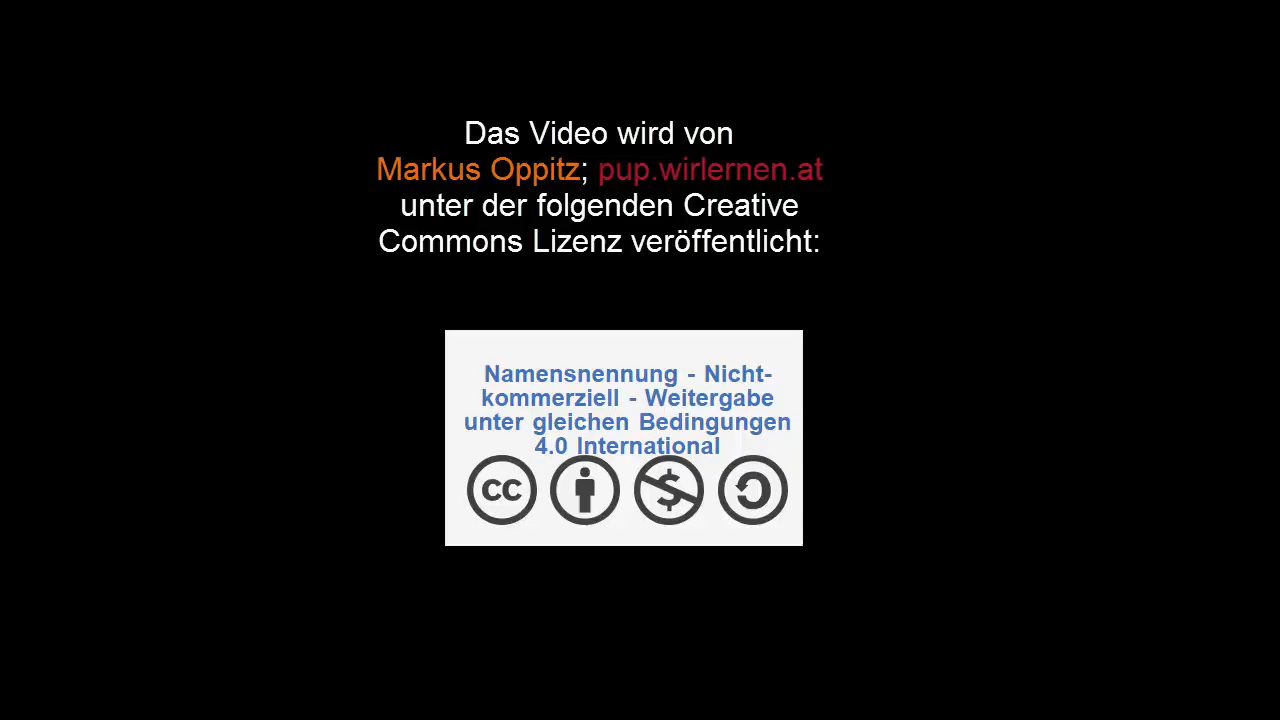 Das Video wird von
Markus Oppitz; pup.wirlernen.at
unter der folgenden Creative
Commons Lizenz veröffentlicht:
Namensnennung - Nicht-
kommerziell - Weitergabe
unter gleichen Bedingungen
4.0 International
cc